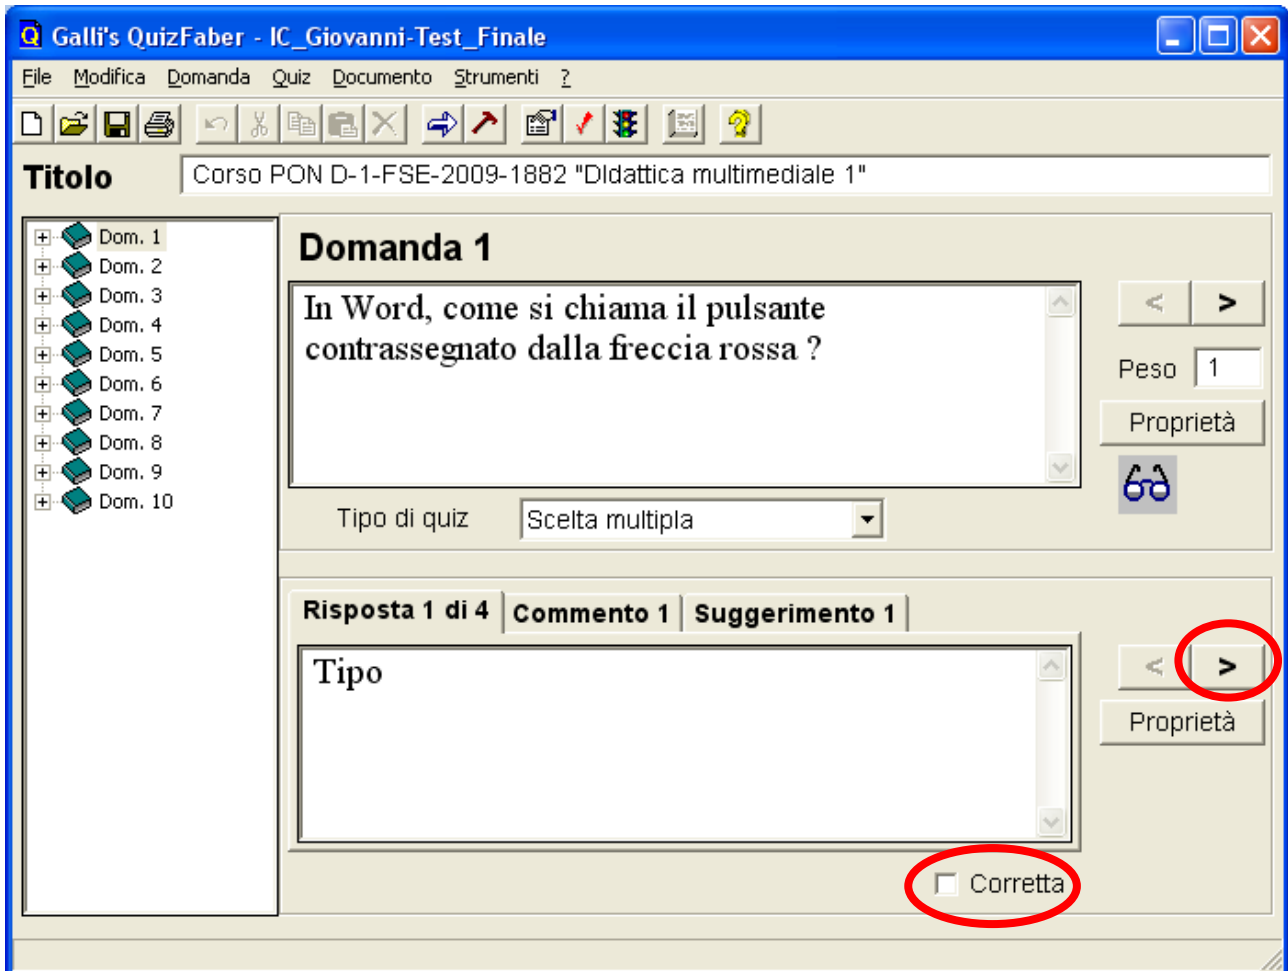 Galli's QuizFaber - IC_Giovanni-Test_Finale
File Modifica Domanda Quiz Documento Strumenti ?
Titolo Corso PON D-1-FSE-2009-1882 "DIdattica multimediale 1"
Dom. 1
Dom. 2
Dom. 3
Dom. 4
Dom. 5
Dom. 6
Dom. 7
Dom. 8
Dom. 9
Dom. 10
Domanda 1
In Word, come si chiama il pulsante
contrassegnato dalla freccia rossa ?
< >
Peso 1
Proprietà
Tipo di quiz Scelta multipla
Risposta 1 di 4 Commento 1 Suggerimento 1
Tipo
< >
Proprietà
Corretta